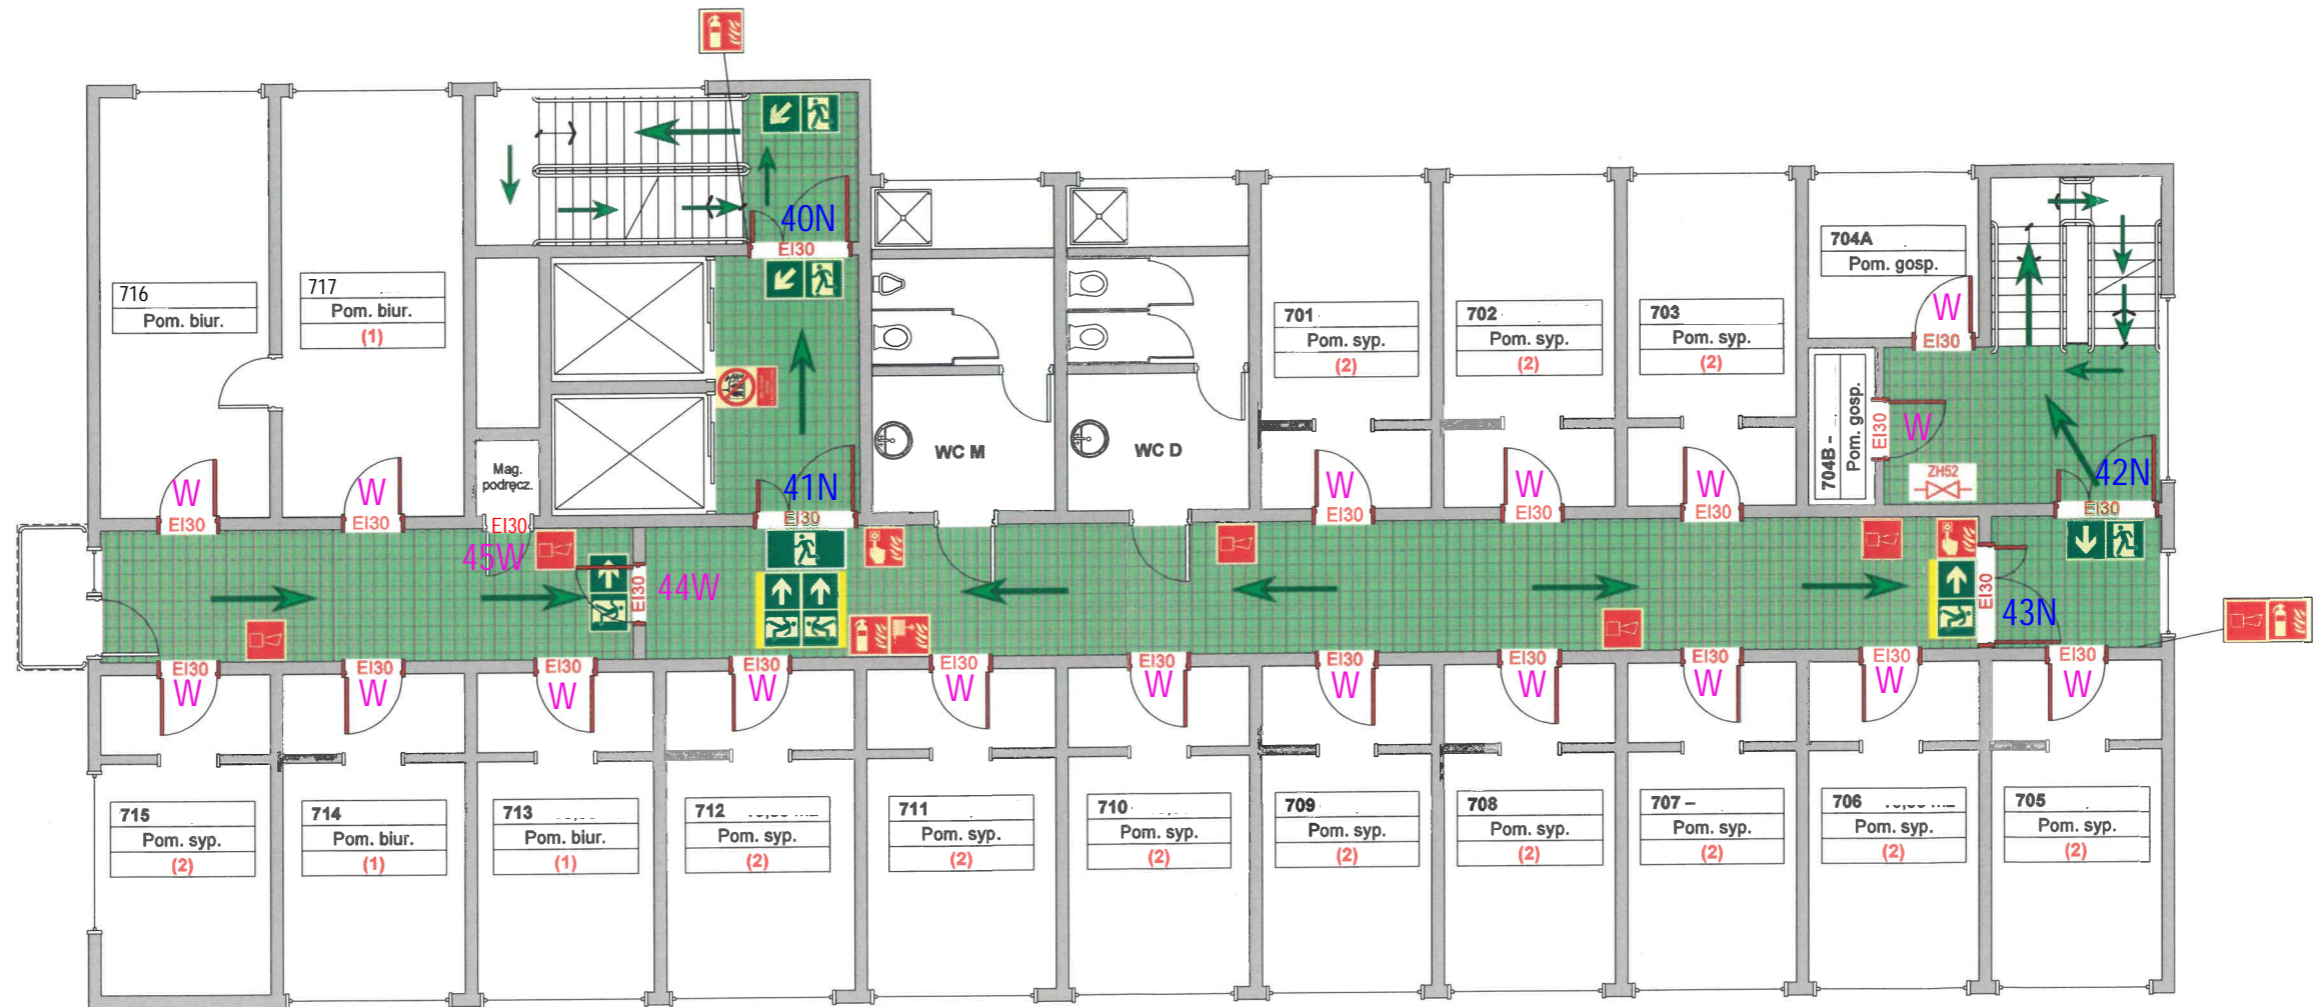 40N
EI30
716
Pom. biur.
717
Pom. biur.
(1)
701
Pom. syp.
(2)
702
Pom. syp.
(2)
703
Pom. syp.
(2)
704A
Pom. gosp.
W
EI30
704B –
Pom. gosp.
EI30
W
ZH52
42N
EI30
WC M
WC D
Mag.
podręcz.
41N
EI30
W
EI30
W
EI30
EI30
45W
W
EI30
W
EI30
W
EI30
EI30
44W
EI30
43N
EI30
W
EI30
W
EI30
W
EI30
W
EI30
W
EI30
W
EI30
W
EI30
W
EI30
W
EI30
W
EI30
W
715
Pom. syp.
(2)
714
Pom. biur.
(1)
713
Pom. biur.
(1)
712
Pom. syp.
(2)
711
Pom. syp.
(2)
710
Pom. syp.
(2)
709
Pom. syp.
(2)
708
Pom. syp.
(2)
707 –
Pom. syp.
(2)
706
Pom. syp.
(2)
705
Pom. syp.
(2)